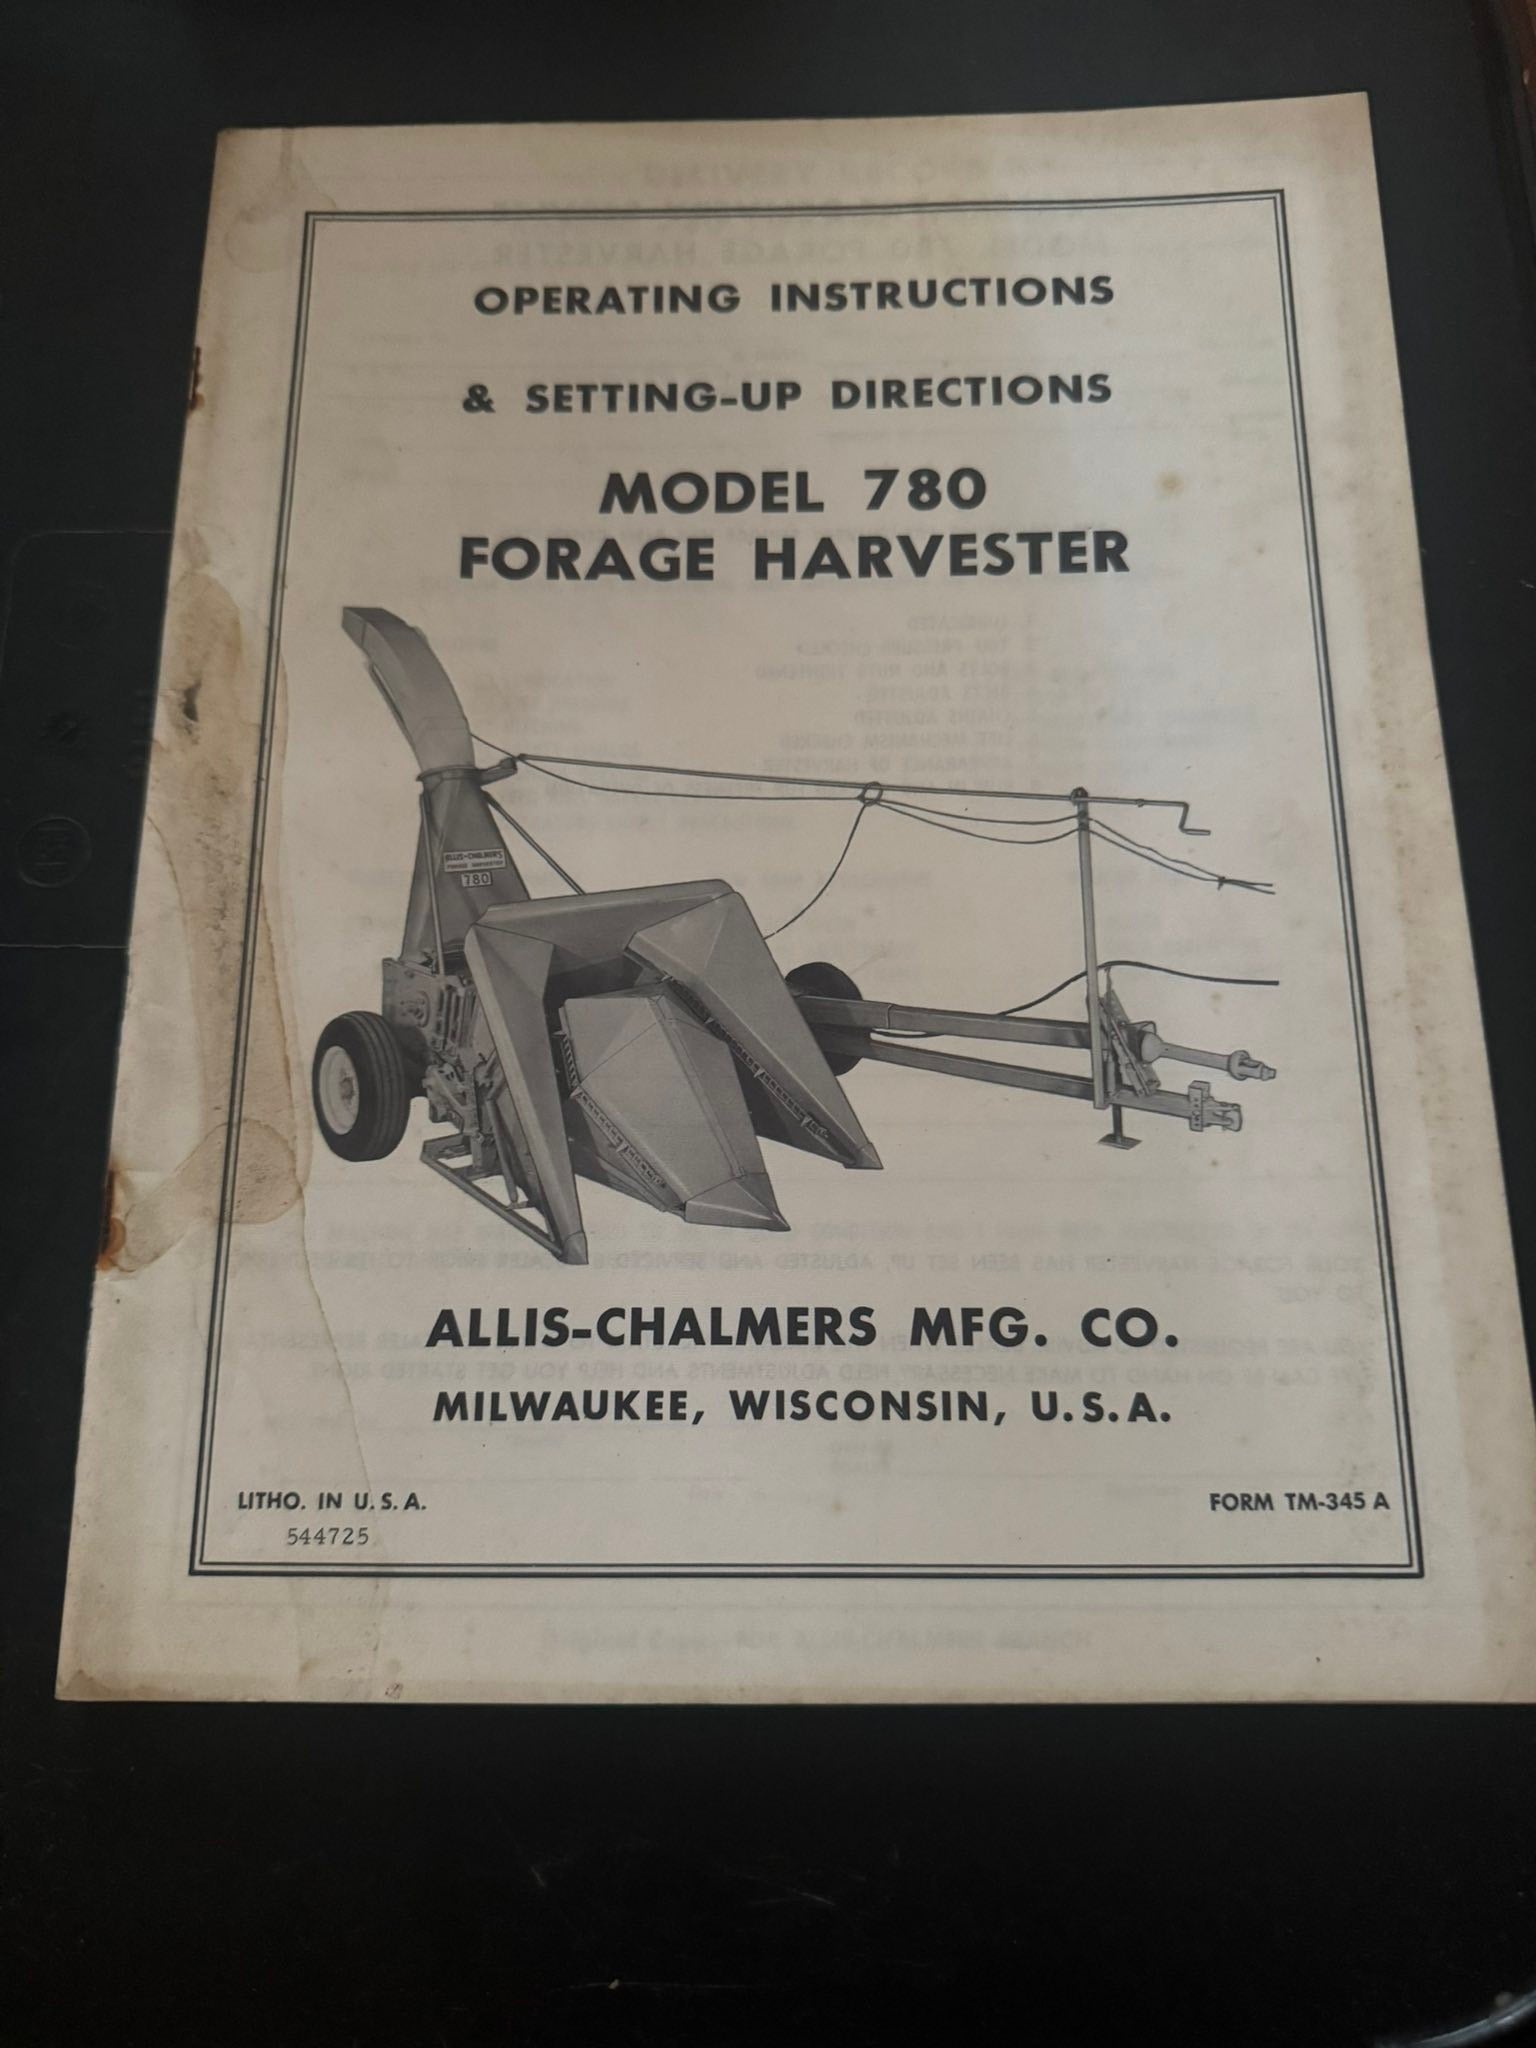 OPERATING INSTRUCTIONS
& SETTING-UP DIRECTIONS
MODEL 780
FORAGE HARVESTER
ALLIS-CHALMERS
FORAGE HARVESTER
780
ALLIS-CHALMERS MFG. CO.
MILWAUKEE, WISCONSIN, U.S.A.
LITHO. IN U.S.A.
544725
FORM TM-345 A